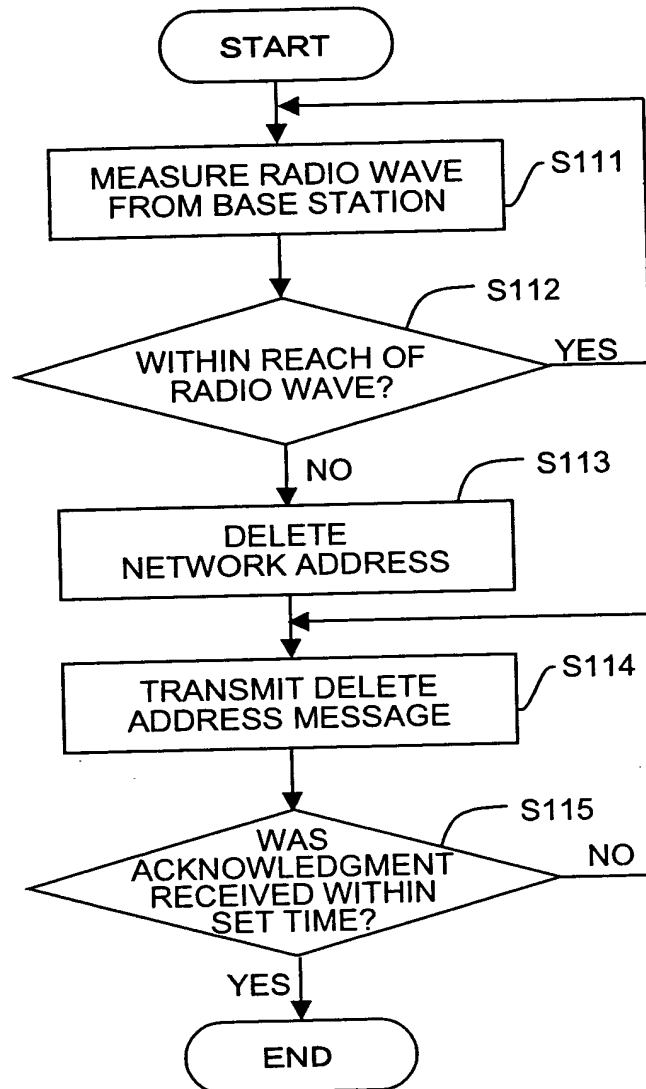 START
MEASURE RADIO WAVE
FROM BASE STATION
S111
S112
WITHIN REACH OF
RADIO WAVE?
YES
NO
S113
DELETE
NETWORK ADDRESS
S114
TRANSMIT DELETE
ADDRESS MESSAGE
S115
WAS
ACKNOWLEDGMENT
RECEIVED WITHIN
SET TIME?
NO
YES
END